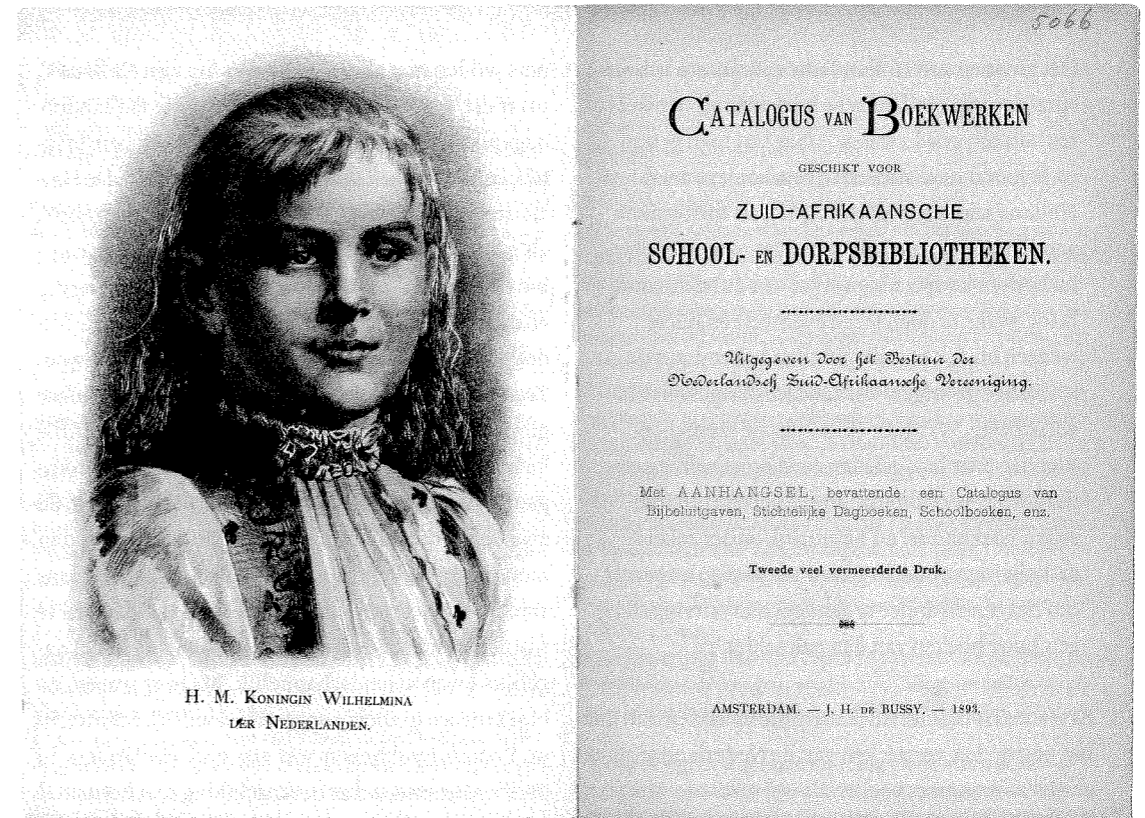 H. M. Koningin Wilhelmina
der Nederlanden.
5066
Catalogus van Boekwerken
GESCHIKT VOOR
ZUID-AFRIKAANSCHE
SCHOOL- EN DORPSBIBLIOTHEKEN.
Uitgegeven door het Bestuur der
Nederlandsch Zuid-Afrikaansche Vereeniging.
Met AANHANGSEL, bevattende een Catalogus van
Bijbeluitgaven, Stichtelijke Dagboeken, Schoolboeken, enz.
Tweede veel vermeerderde Druk.
AMSTERDAM. — J. H. DE BUSSY. — 1893.